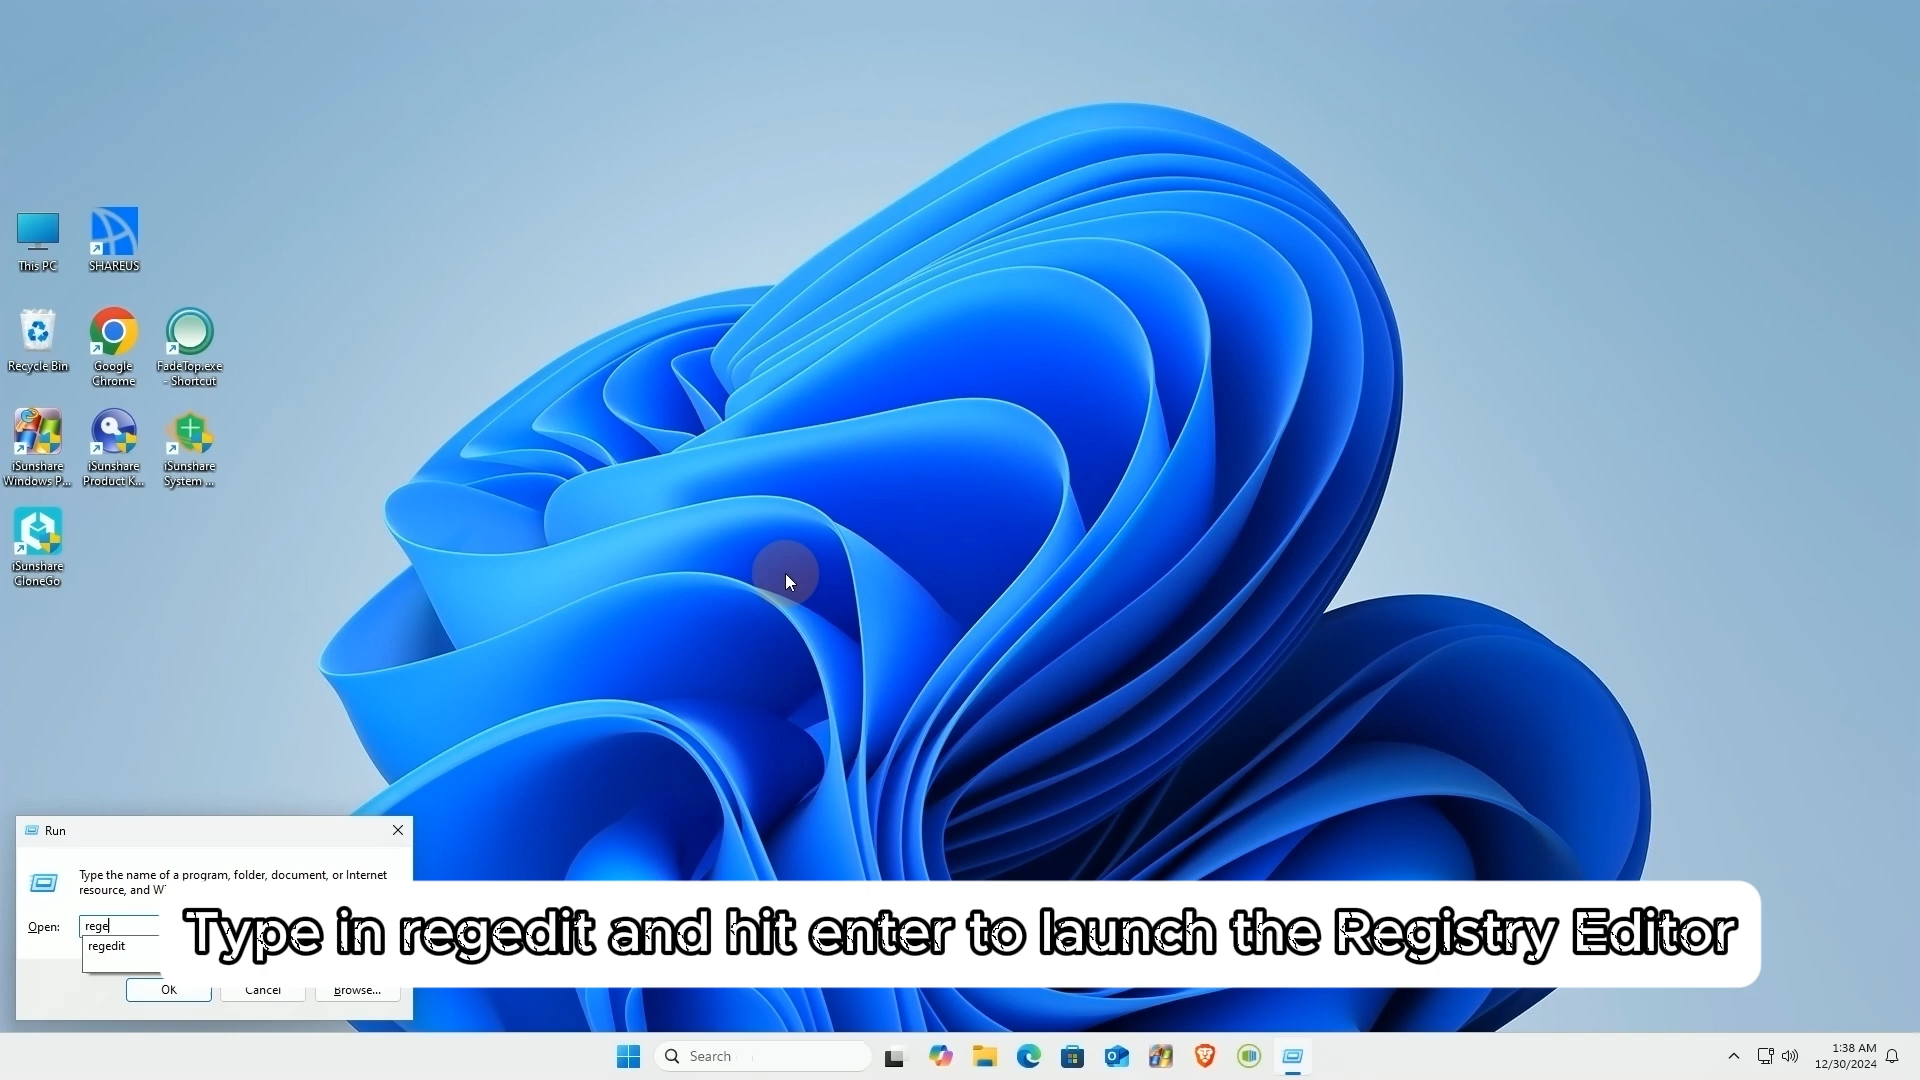 This PC
SHAREUS
Recycle Bin
Google
Chrome
FadeTop.exe
- Shortcut
iSunshare
Windows P...
iSunshare
Product K...
iSunshare
System ...
iSunshare
CloneGo
Run
Type the name of a program, folder, document, or Internet
resource, and Wi
Open:
rege
regedit
Type in regedit and hit enter to launch the Registry Editor
OK
Cancel
Browse...
Search
1:38 AM
12/30/2024